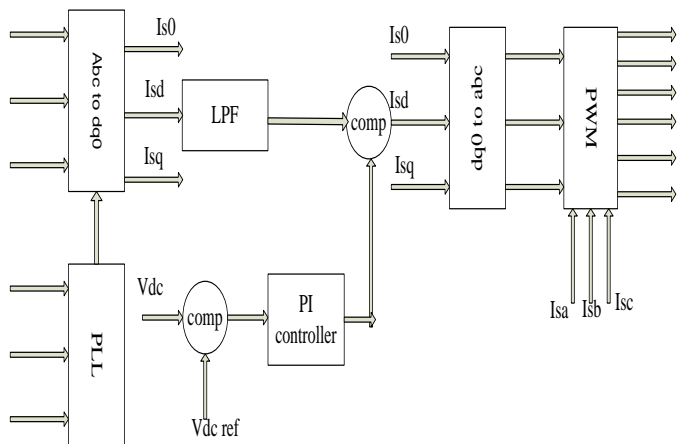 Abc to dq0
Is0
Isd
Isq
LPF
comp
Is0
Isd
Isq
dq0 to abc
PWM
Isa
Isb
Isc
PLL
Vdc
comp
Vdc ref
PI
controller